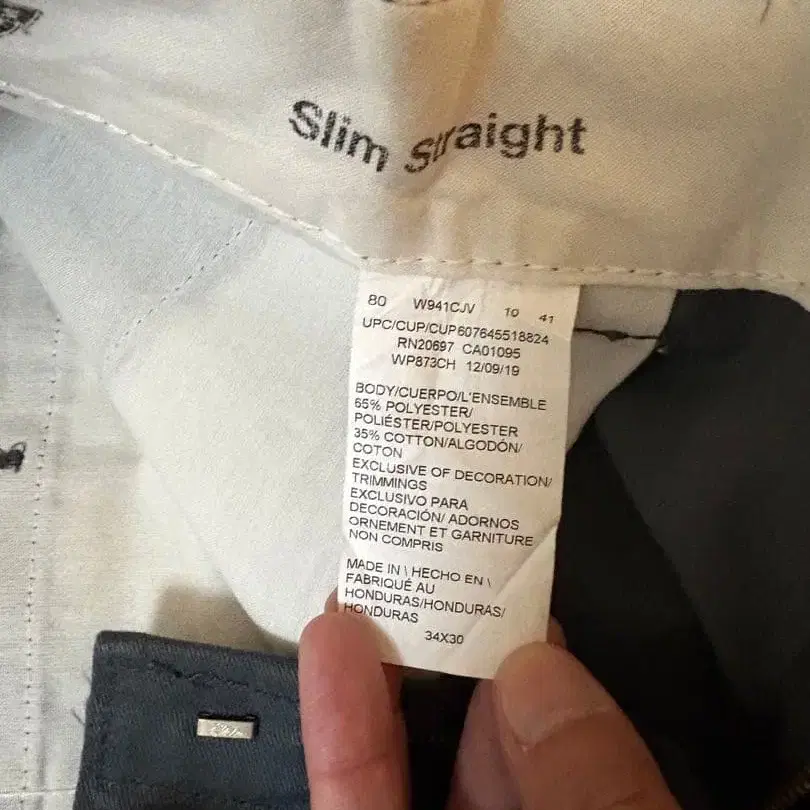 Slim Straight
80 W941CJV 10 41
UPC/CUP/CUP607645518824
RN20697 CA01095
WP873CH 12/09/19
BODY/CUERPO/L'ENSEMBLE
65% POLYESTER/
POLIÉSTER/POLYESTER
35% COTTON/ALGODÓN/
COTON
EXCLUSIVE OF DECORATION/
TRIMMINGS
EXCLUSIVO PARA
DECORACIÓN/ ADORNOS
ORNEMENT ET GARNITURE
NON COMPRIS
MADE IN \ HECHO EN \
FABRIQUÉ AU
HONDURAS/HONDURAS/
HONDURAS
34X30